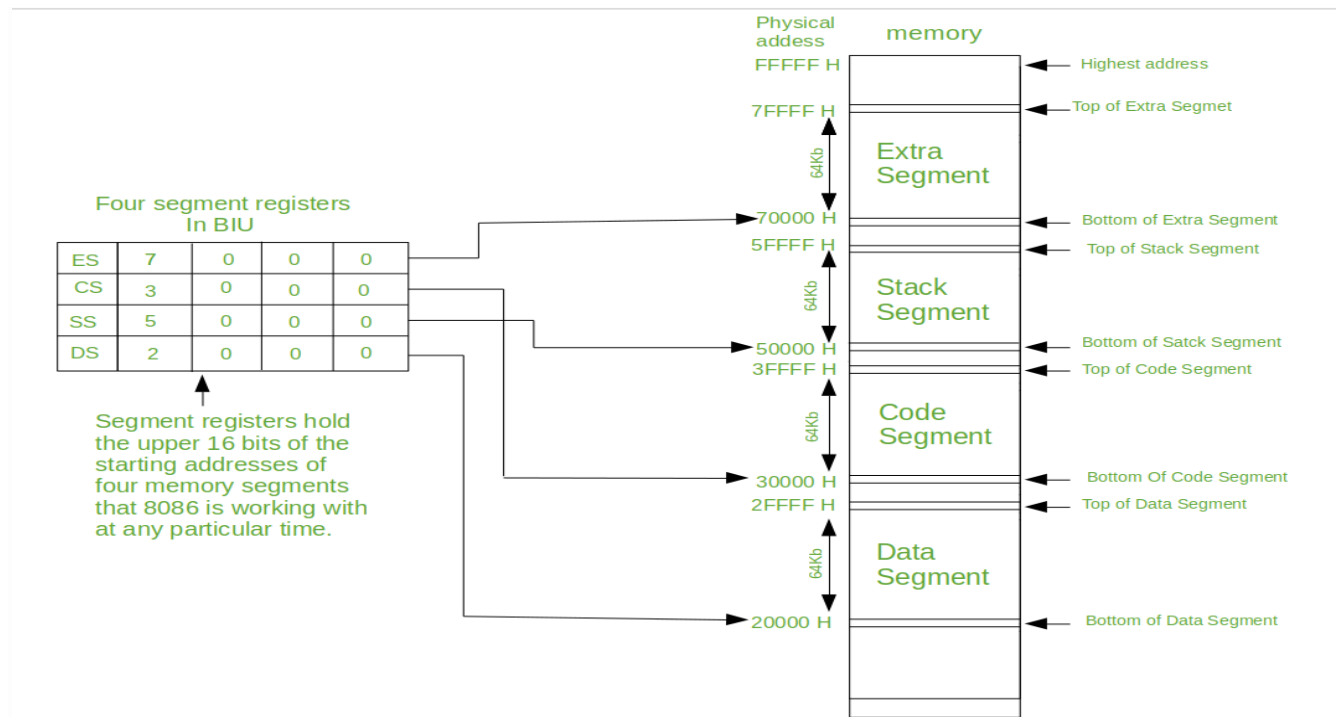 Physical
addess
memory
FFFFF H
Highest address
7FFFF H
Top of Extra Segmet
64Kb
Extra
Segment
70000 H
Bottom of Extra Segment
5FFFF H
Top of Stack Segment
64Kb
Stack
Segment
50000 H
Bottom of Satck Segment
3FFFF H
Top of Code Segment
64Kb
Code
Segment
30000 H
Bottom Of Code Segment
2FFFF H
Top of Data Segment
64Kb
Data
Segment
20000 H
Bottom of Data Segment
Four segment registers
In BIU
ES 7 0 0 0
CS 3 0 0 0
SS 5 0 0 0
DS 2 0 0 0
Segment registers hold
the upper 16 bits of the
starting addresses of
four memory segments
that 8086 is working with
at any particular time.